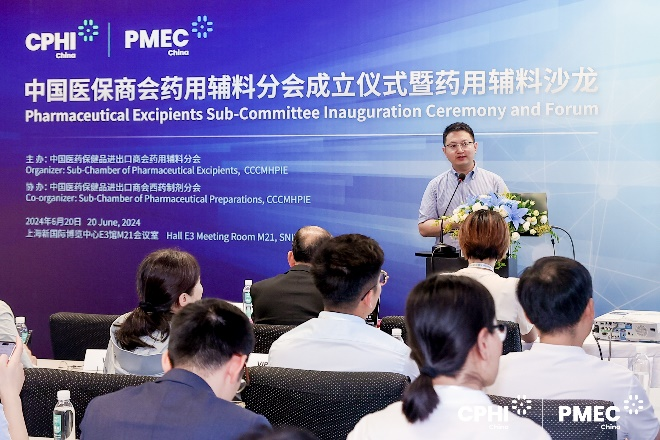 CPHI
China
PMEC
China
中国医保商会药用辅料分会成立仪式暨药用辅料沙龙
Pharmaceutical Excipients Sub-Committee Inauguration Ceremony and Forum
主办:中国医药保健品进出口商会药用辅料分会
Organizer: Sub-Chamber of Pharmaceutical Excipients, CCCMHPIE
协办:中国医药保健品进出口商会西药制剂分会
Co-organizer: Sub-Chamber of Pharmaceutical Preparations, CCCMHPIE
2024年6月20日 20 June, 2024
上海新国际博览中心E3馆M21会议室 Hall E3 Meeting Room M21,
CPHI
China
PMEC
China